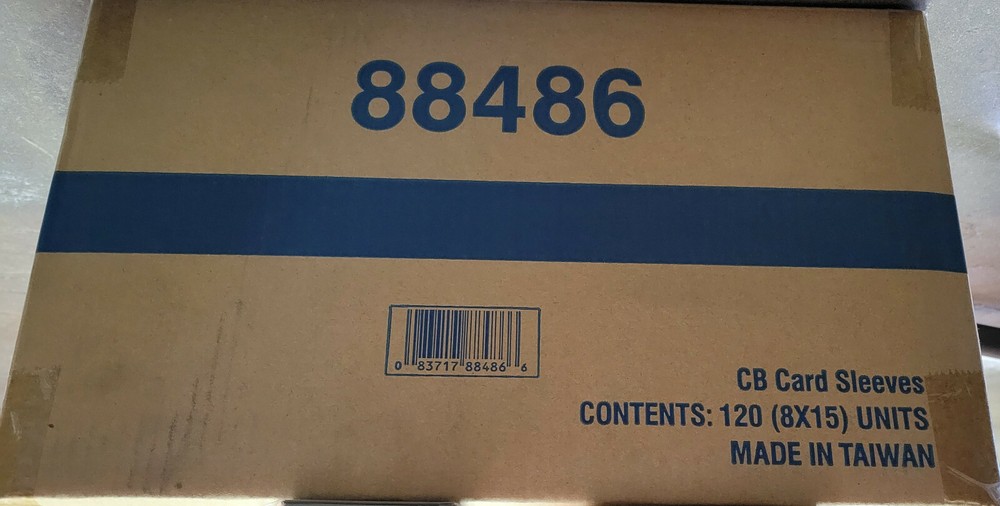 88486
0 83717 88486 6
CB Card Sleeves
CONTENTS: 120 (8X15) UNITS
MADE IN TAIWAN